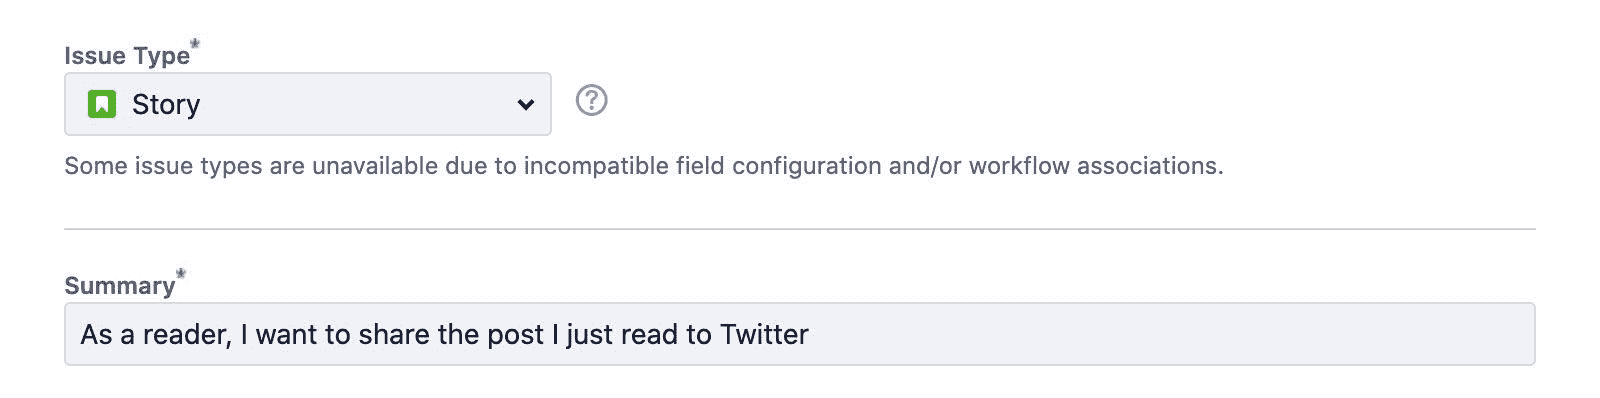 Issue Type*
Story
?
Some issue types are unavailable due to incompatible field configuration and/or workflow associations.
Summary*
As a reader, I want to share the post I just read to Twitter